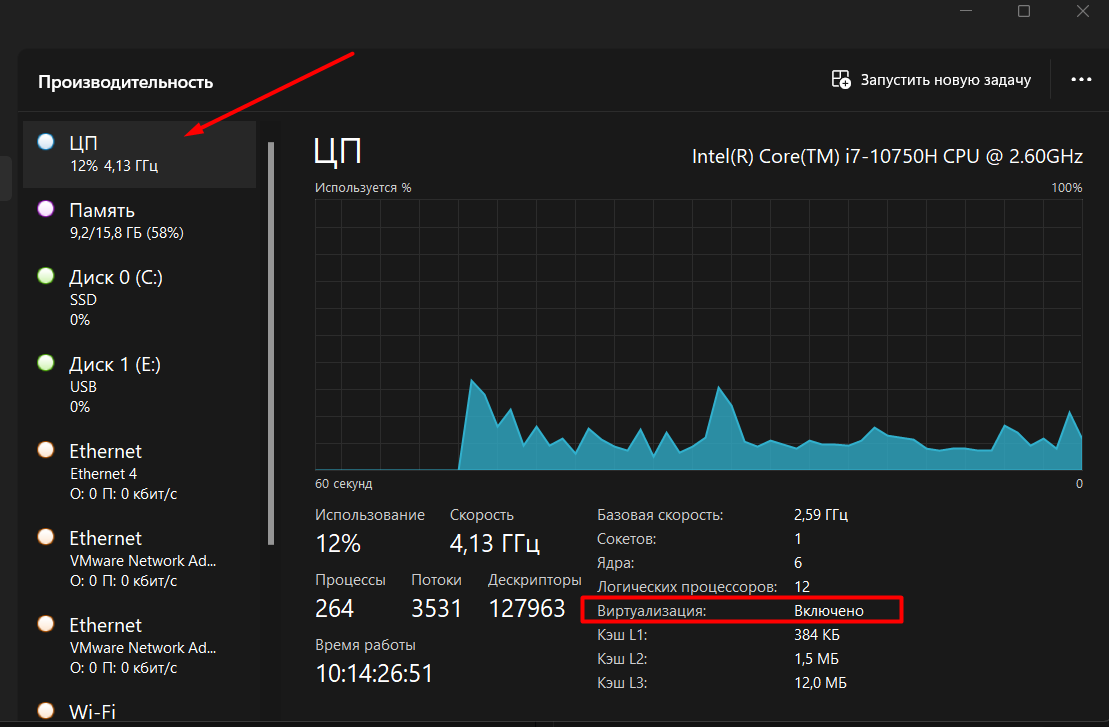 Производительность
Запустить новую задачу
ЦП
12% 4,13 ГГц
Память
9,2/15,8 ГБ (58%)
Диск 0 (C:)
SSD
0%
Диск 1 (E:)
USB
0%
Ethernet
Ethernet 4
О: 0 П: 0 кбит/с
Ethernet
VMware Network Ad...
О: 0 П: 0 кбит/с
Ethernet
VMware Network Ad...
О: 0 П: 0 кбит/с
Wi-Fi
ЦП
Intel(R) Core(TM) i7-10750H CPU @ 2.60GHz
Используется %
100%
60 секунд
0
Использование
Скорость
12%
4,13 ГГц
Процессы
Потоки
Дескрипторы
264
3531
127963
Время работы
10:14:26:51
Базовая скорость: 2,59 ГГц
Сокетов: 1
Ядра: 6
Логических процессоров: 12
Виртуализация: Включено
Кэш L1: 384 КБ
Кэш L2: 1,5 МБ
Кэш L3: 12,0 МБ